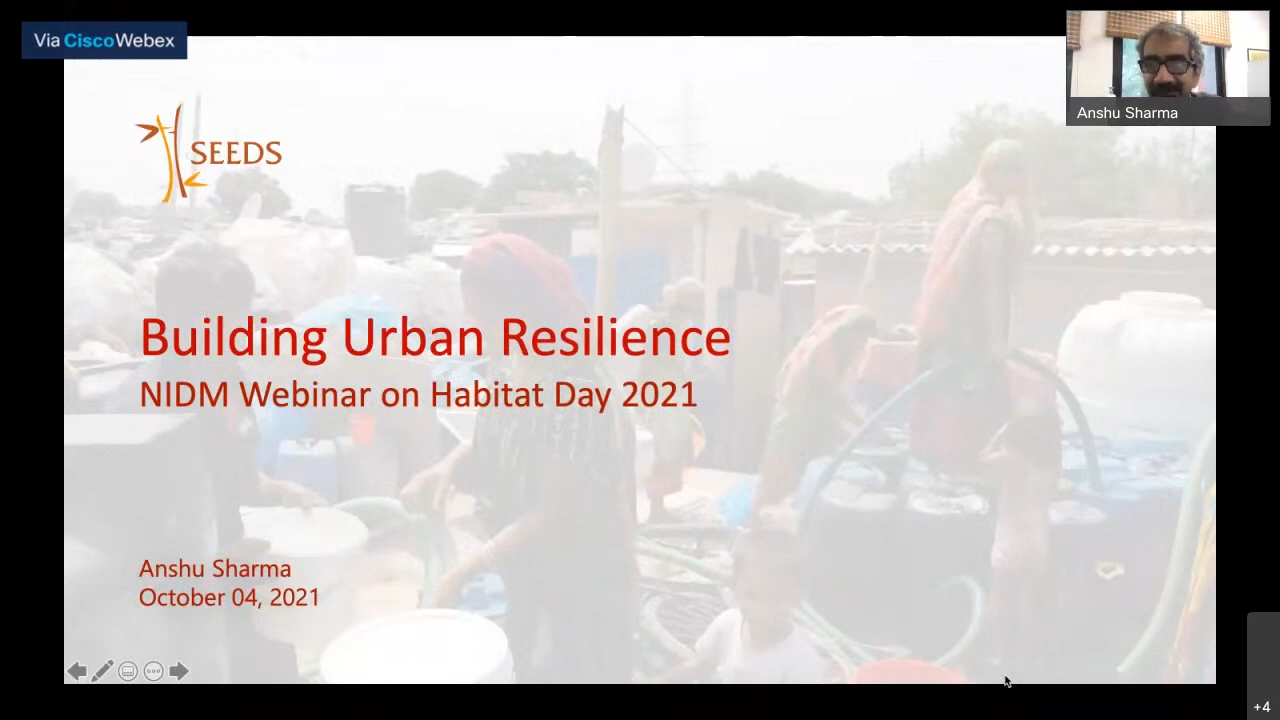 Via CiscoWebex
Anshu Sharma
SEEDS
Building Urban Resilience
NIDM Webinar on Habitat Day 2021
Anshu Sharma
October 04, 2021
+4